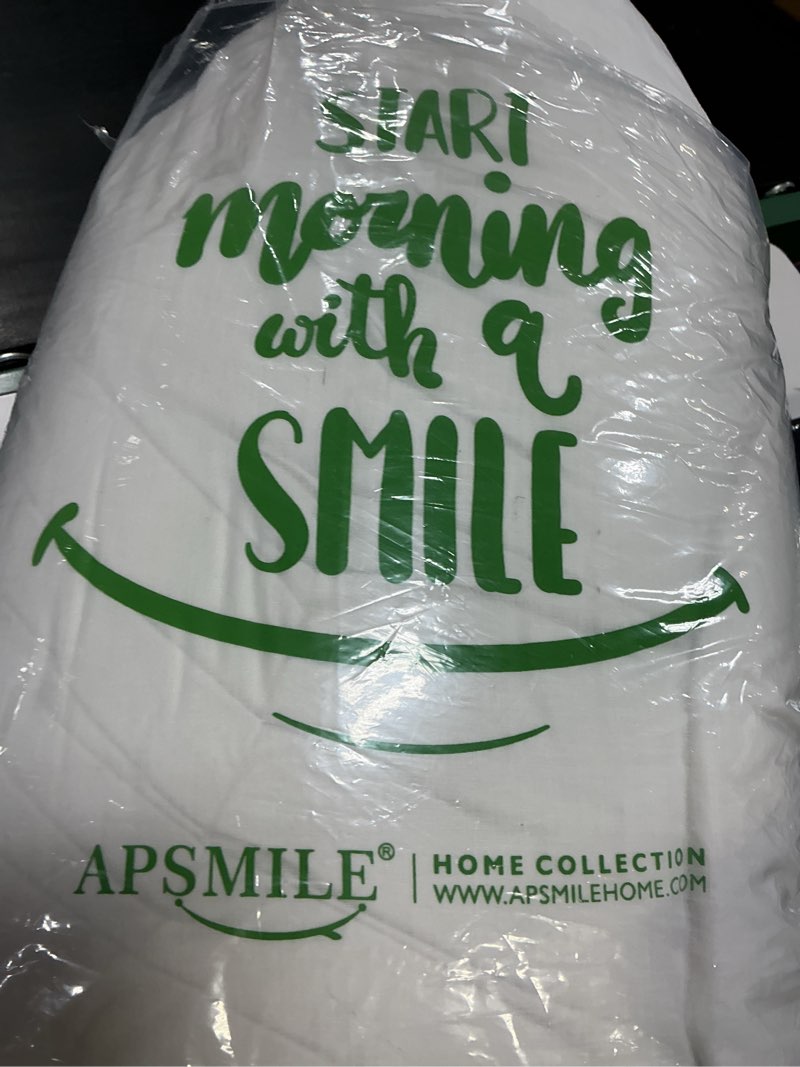 START
morning
with a
SMILE
APSMILE® | HOME COLLECTION
WWW.APSMILEHOME.COM